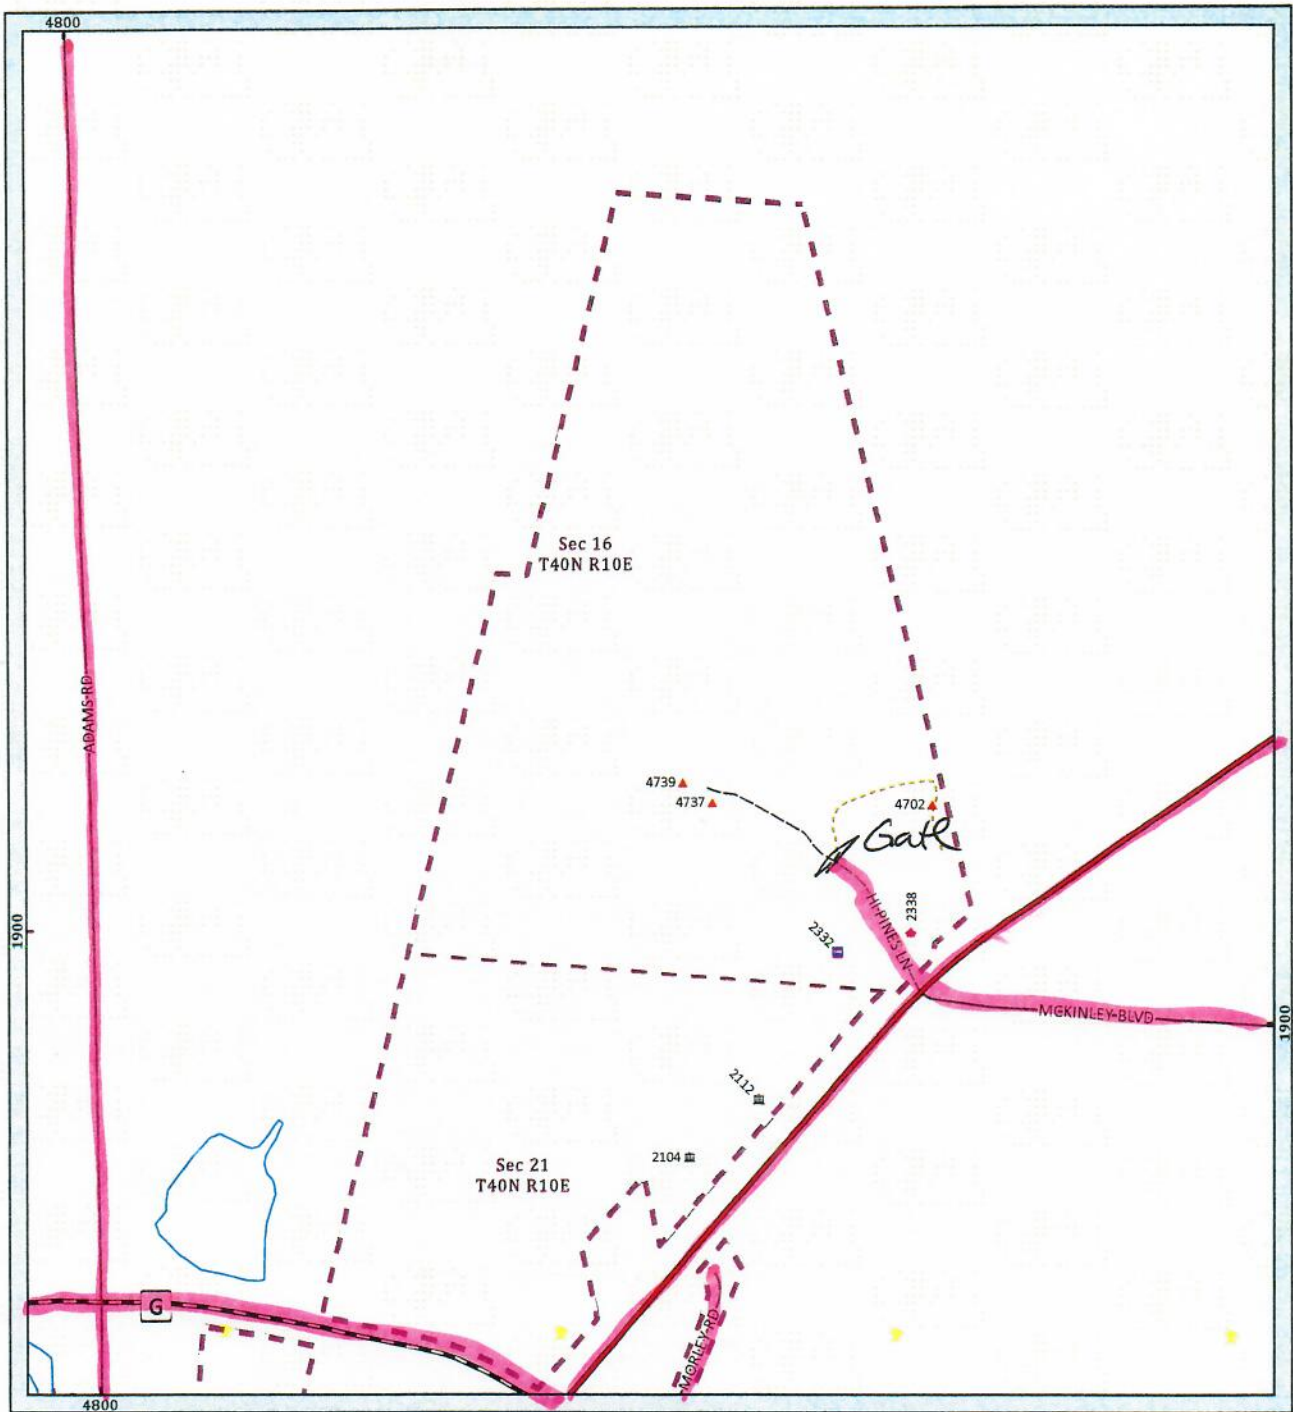 4800
Sec 16
T40N R10E
ADAMS RD
4739
4737
4702
Gate
HI-PINES LN
2338
2332
1900
MCKINLEY BLVD
1900
2112
2104
Sec 21
T40N R10E
G
MORLEY-RD
4800